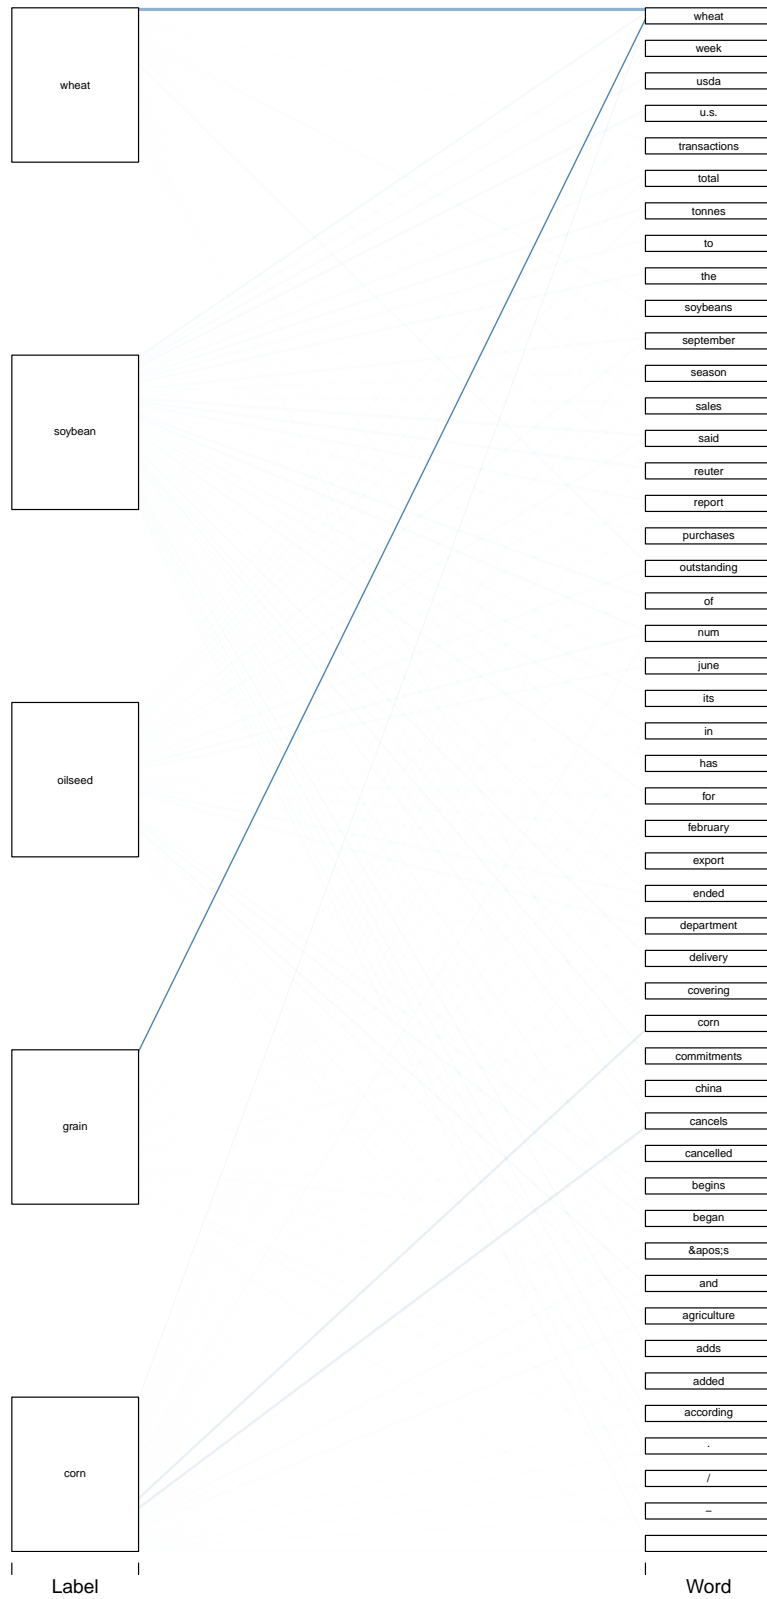 wheat
soybean
oilseed
grain
corn
Label
wheat
week
usda
u.s.
transactions
total
tonnes
to
the
soybeans
september
season
sales
said
reuter
report
purchases
outstanding
of
num
june
its
in
has
for
february
export
ended
department
delivery
covering
corn
commitments
china
cancels
cancelled
begins
began
&apos;s
and
agriculture
adds
added
according
.
/
–
Word